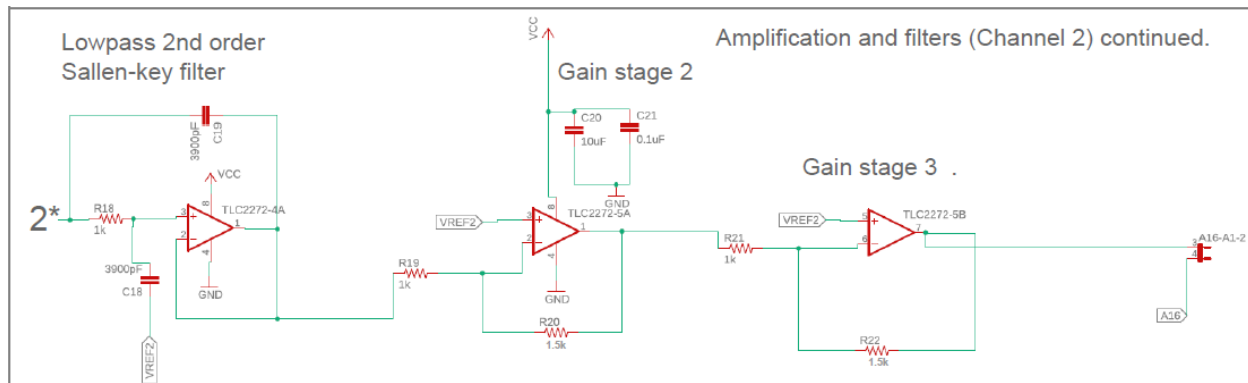 Lowpass 2nd order
Sallen-key filter
Gain stage 2
Amplification and filters (Channel 2) continued.
VCC
3900pF
C19
C20
10uF
C21
0.1uF
GND
Gain stage 3 .
VCC
2*
R18
1k
8
3
2
1
4
TLC2272-4A
GND
3900pF
C18
VREF2
R19
1k
VREF2
8
3
2
1
4
TLC2272-5A
GND
R20
1.5k
R21
1k
VREF2
5
6
7
TLC2272-5B
R22
1.5k
A16-A1-2
3
4
A16